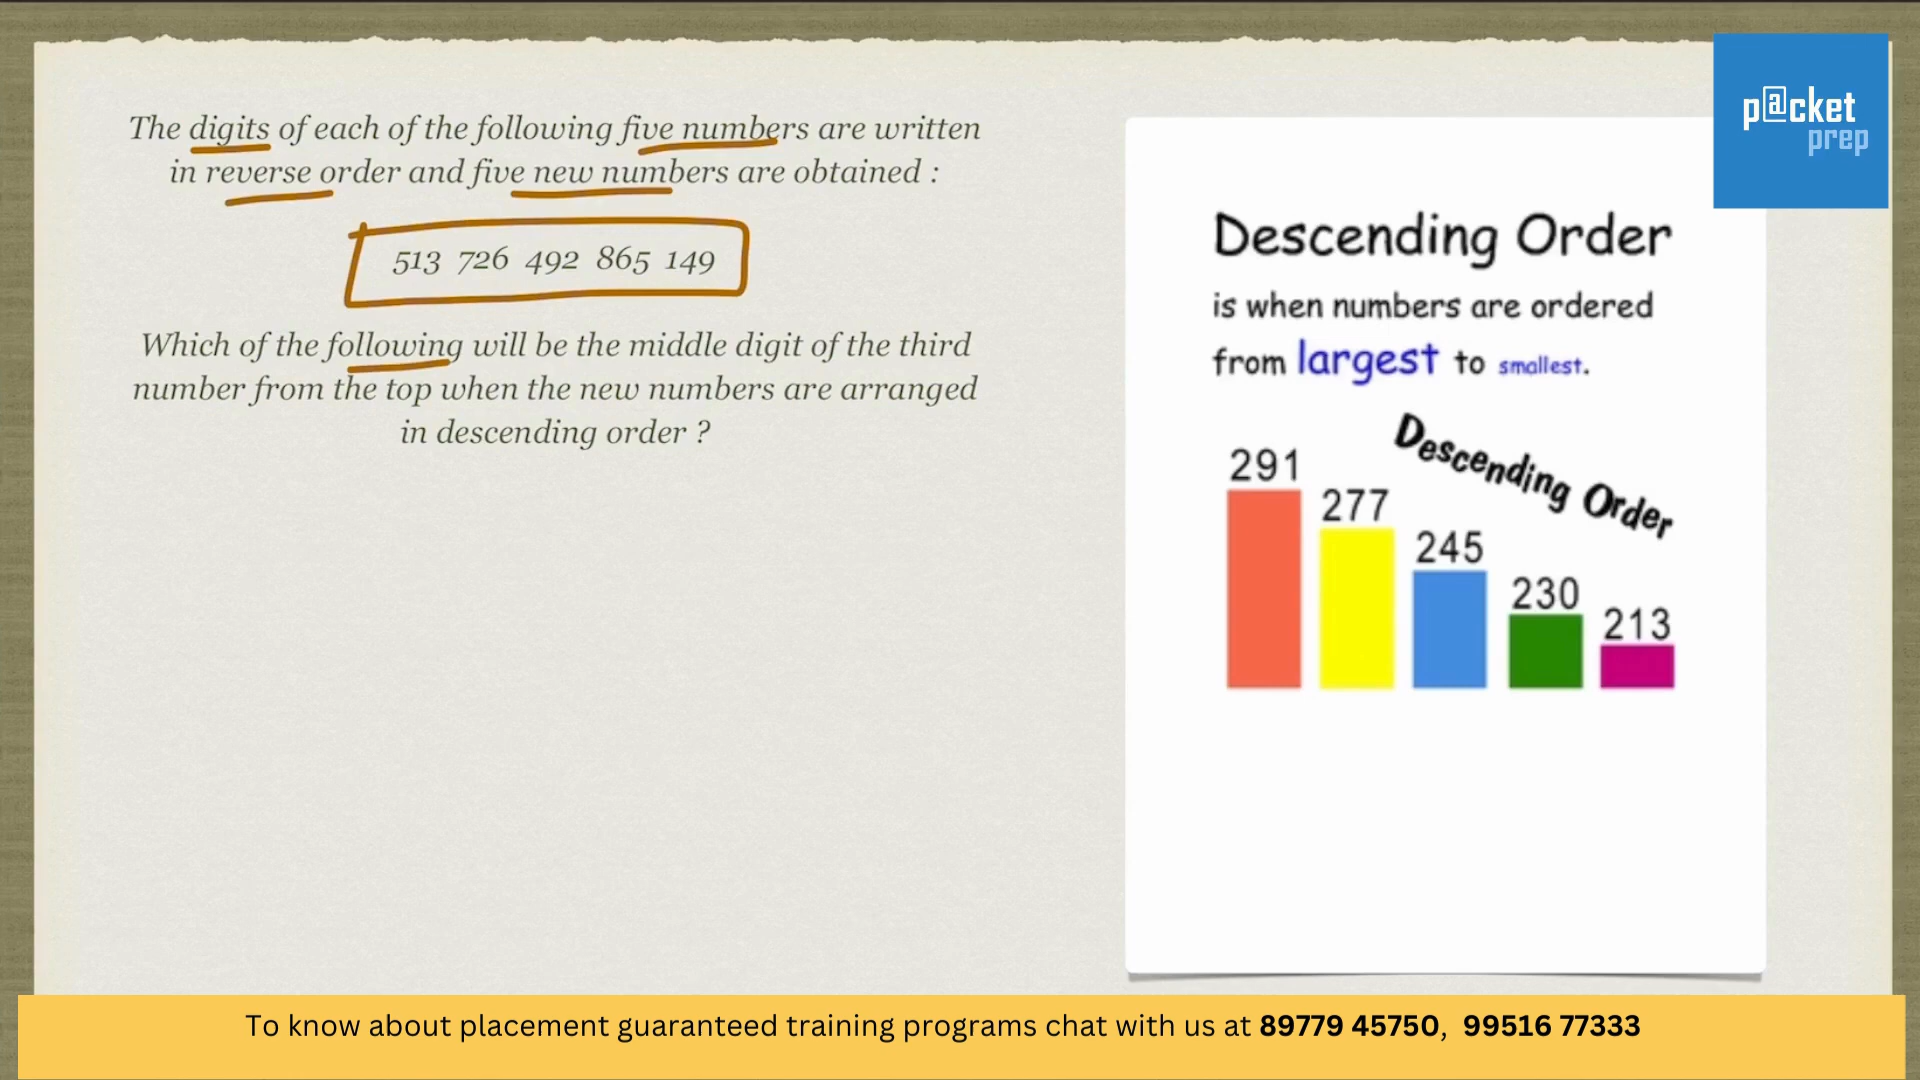 The digits of each of the following five numbers are written
in reverse order and five new numbers are obtained :
513 726 492 865 149
Which of the following will be the middle digit of the third
number from the top when the new numbers are arranged
in descending order ?
p@cket
prep
Descending Order
is when numbers are ordered
from largest to smallest.
Descending Order
291
277
245
230
213
To know about placement guaranteed training programs chat with us at 89779 45750, 99516 77333